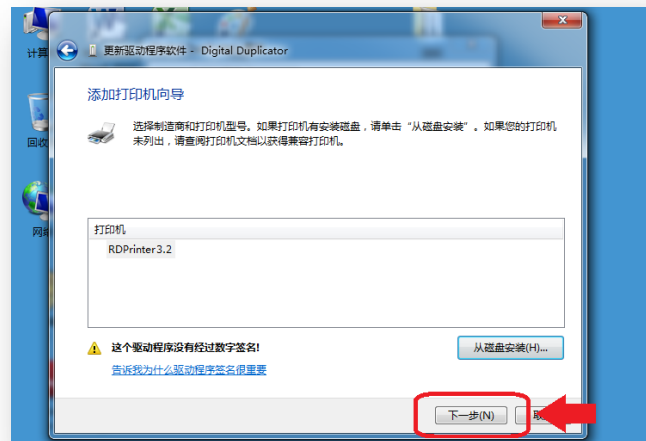 计算
更新驱动程序软件 - Digital Duplicator
添加打印机向导
选择制造商和打印机型号。如果打印机有安装磁盘，请单击“从磁盘安装”。如果您的打印机
未列出，请查阅打印机文档以获得兼容打印机。
回收
网络
打印机
RDPrinter3.2
这个驱动程序没有经过数字签名!
从磁盘安装(H)...
告诉我为什么驱动程序签名很重要
下一步(N)
取